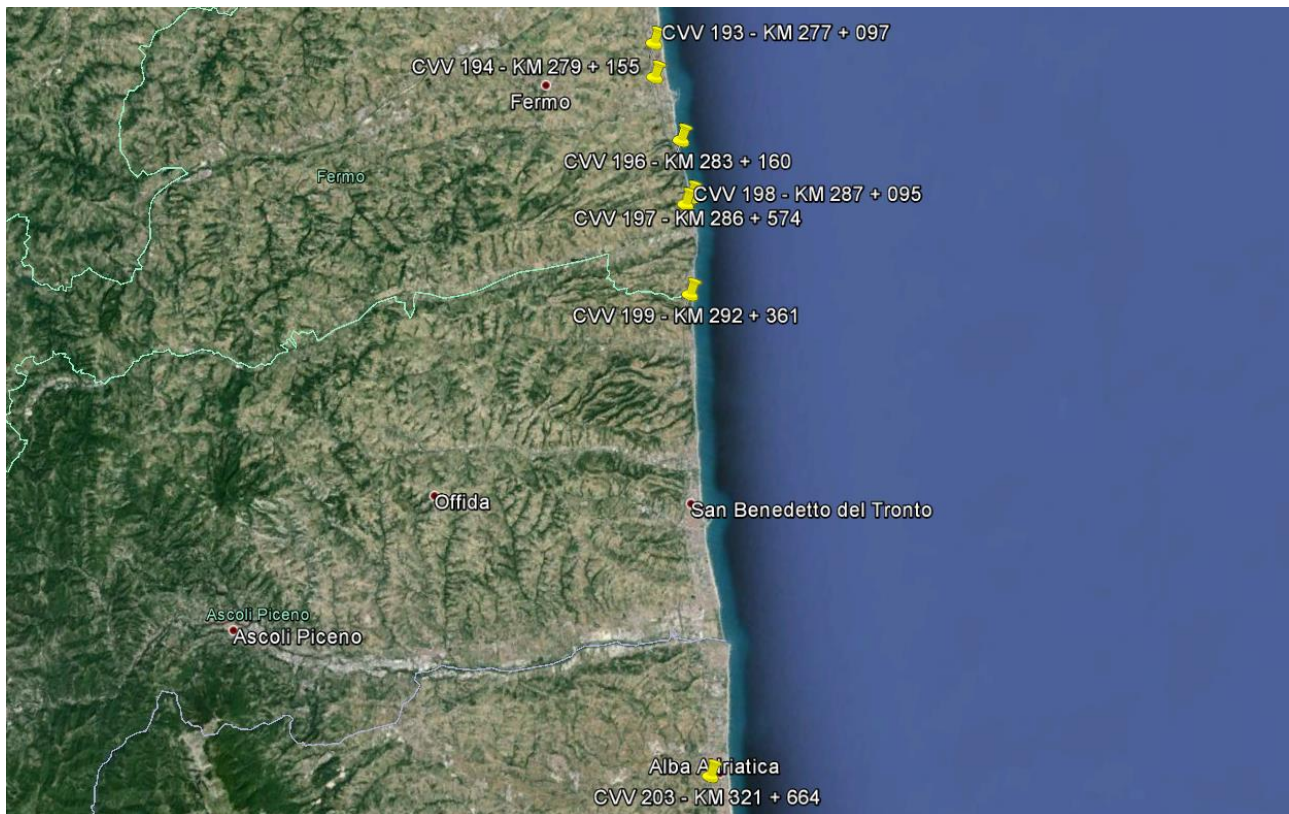 CVV 193 - KM 277 + 097
CVV 194 - KM 279 + 155
Fermo
CVV 196 - KM 283 + 160
Fermo
CVV 198 - KM 287 + 095
CVV 197 - KM 286 + 574
CVV 199 - KM 292 + 361
Offida
San Benedetto del Tronto
Ascoli Piceno
Ascoli Piceno
Alba Adriatica
CVV 203 - KM 321 + 664